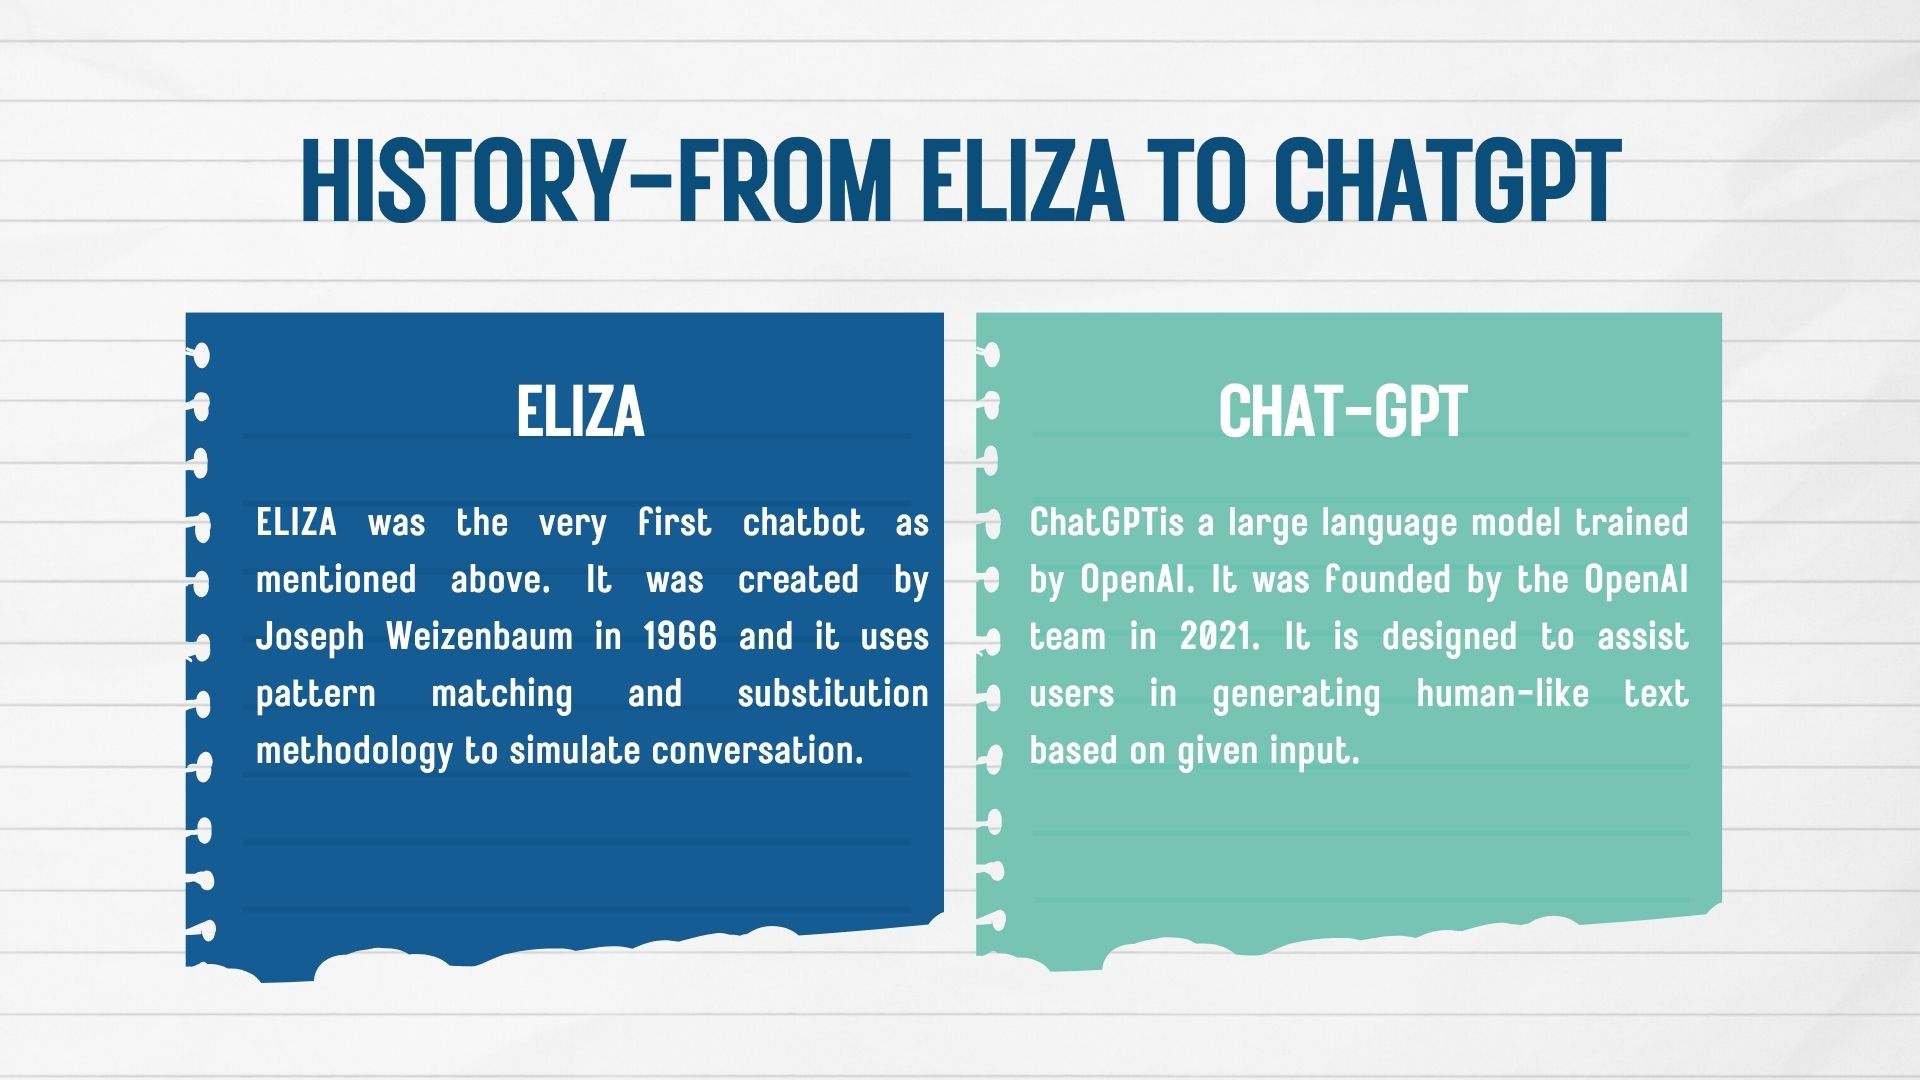 HISTORY-FROM ELIZA TO CHATGPT
ELIZA
ELIZA was the very first chatbot as
mentioned above. It was created by
Joseph Weizenbaum in 1966 and it uses
pattern matching and substitution
methodology to simulate conversation.
CHAT-GPT
ChatGPTis a large language model trained
by OpenAI. It was founded by the OpenAI
team in 2021. It is designed to assist
users in generating human-like text
based on given input.